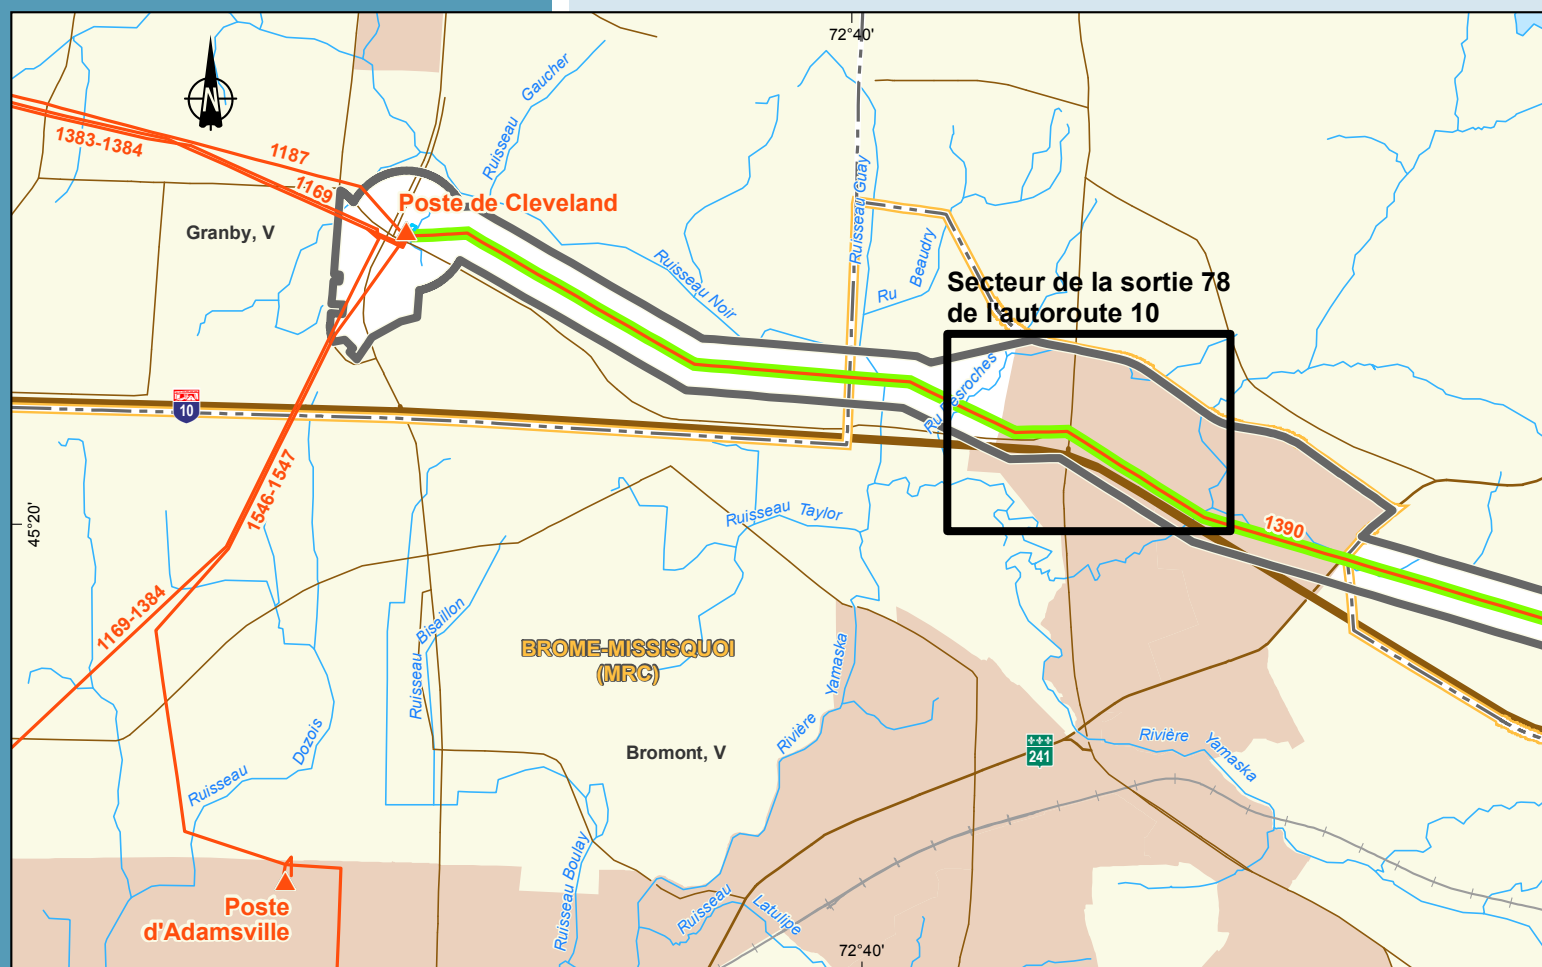 72°40'
Ruisseau Gaucher
N
1383-1384
1187
1169
Poste de Cleveland
Granby, V
Ruisseau Guay
Ru Beaudry
Ruisseau Noir
Secteur de la sortie 78
de l'autoroute 10
Ru Desroches
10
1546-1547
45°20'
Ruisseau Taylor
1390
1169-1384
Ruisseau Bisaillon
BROME-MISSISQUOI
(MRC)
Rivière Yamaska
Ruisseau Dozois
Bromont, V
241
Rivière Yamaska
Ruisseau Boulay
Ruisseau Latulipe
Poste
d'Adamsville
72°40'